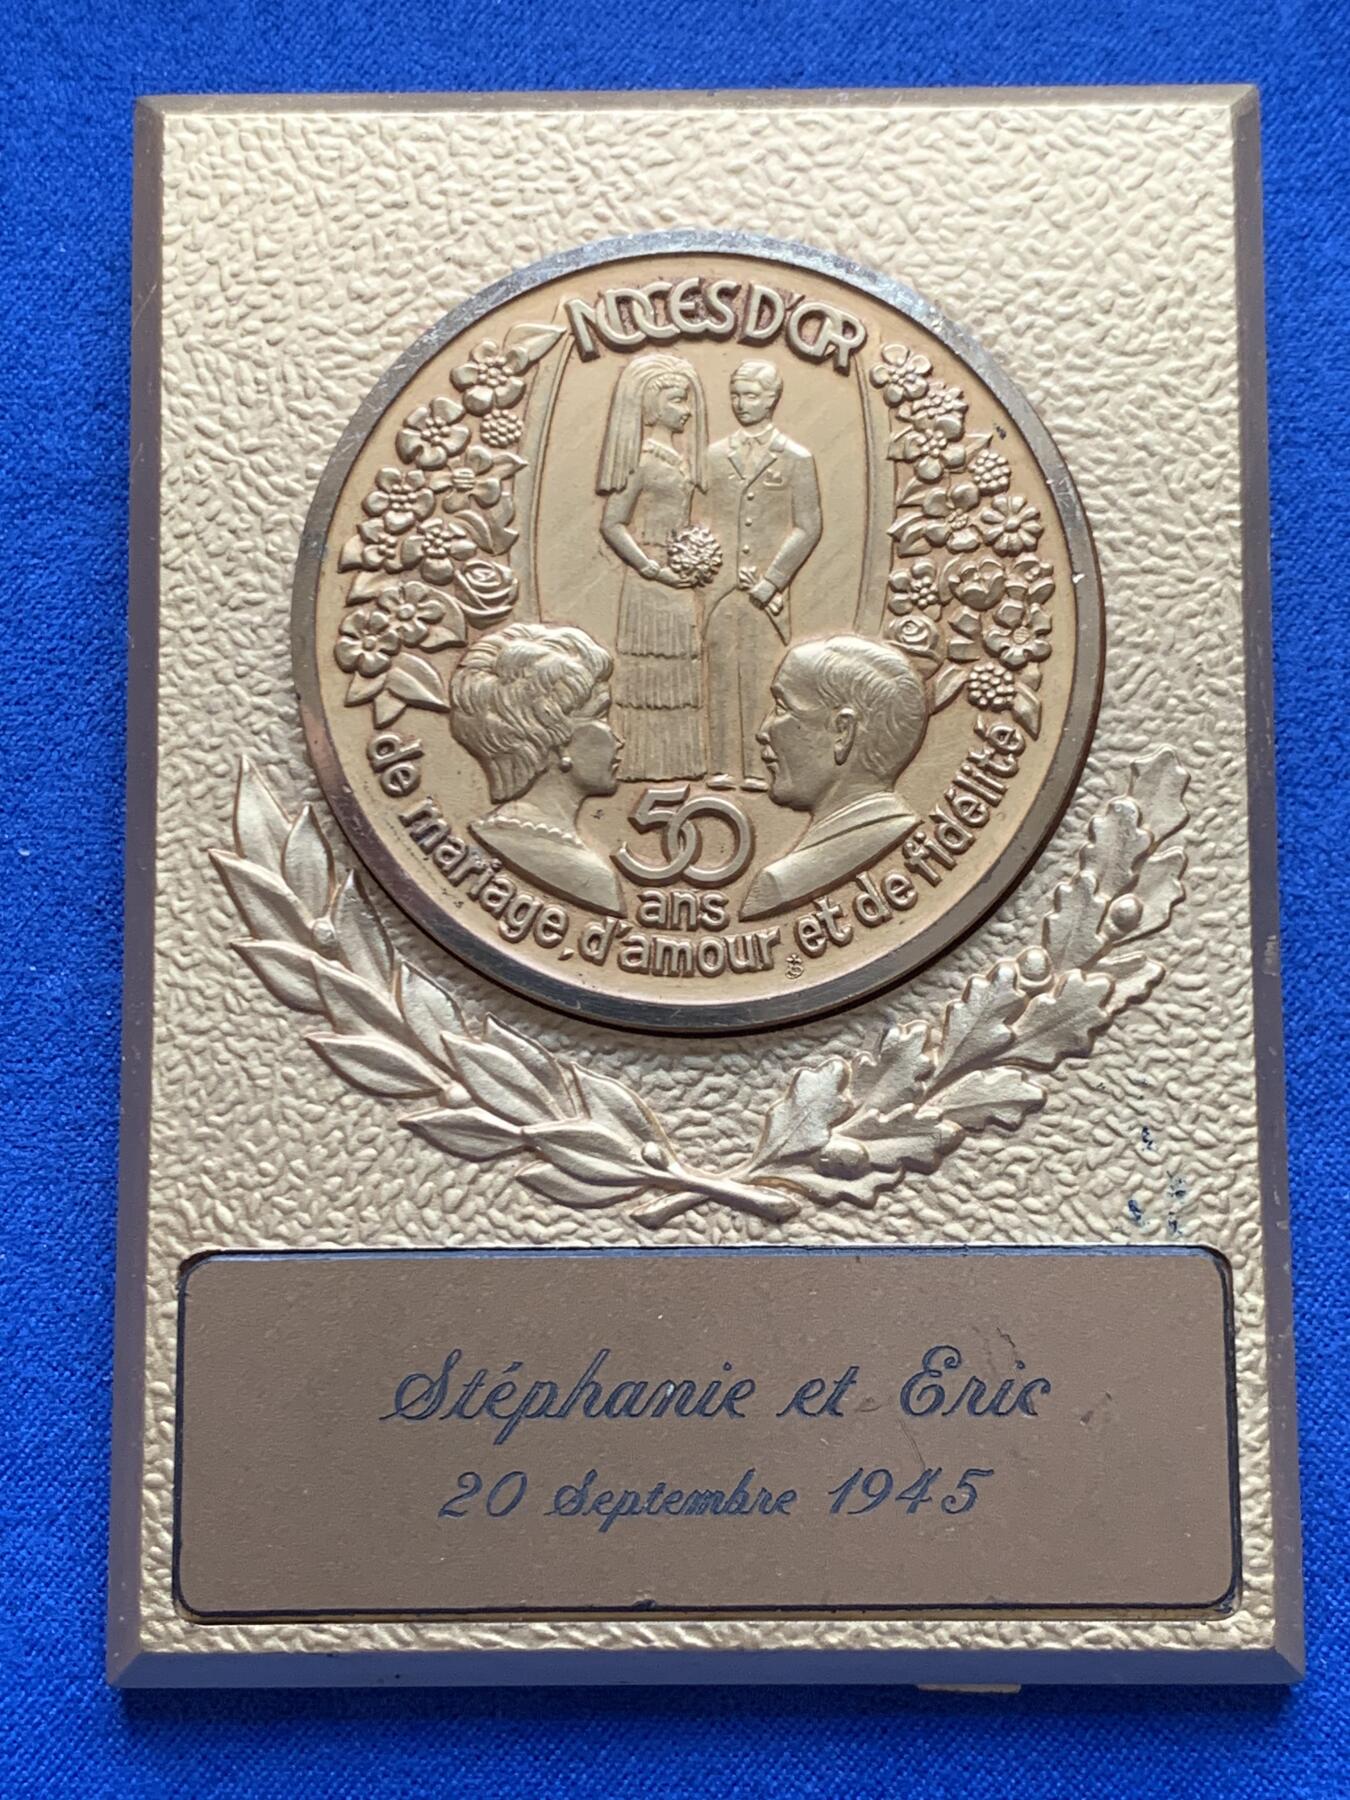 NOCES D'OR
50
ans
de mariage, d'amour et de fidélité
Stéphanie et Eric
20 Septembre 1945